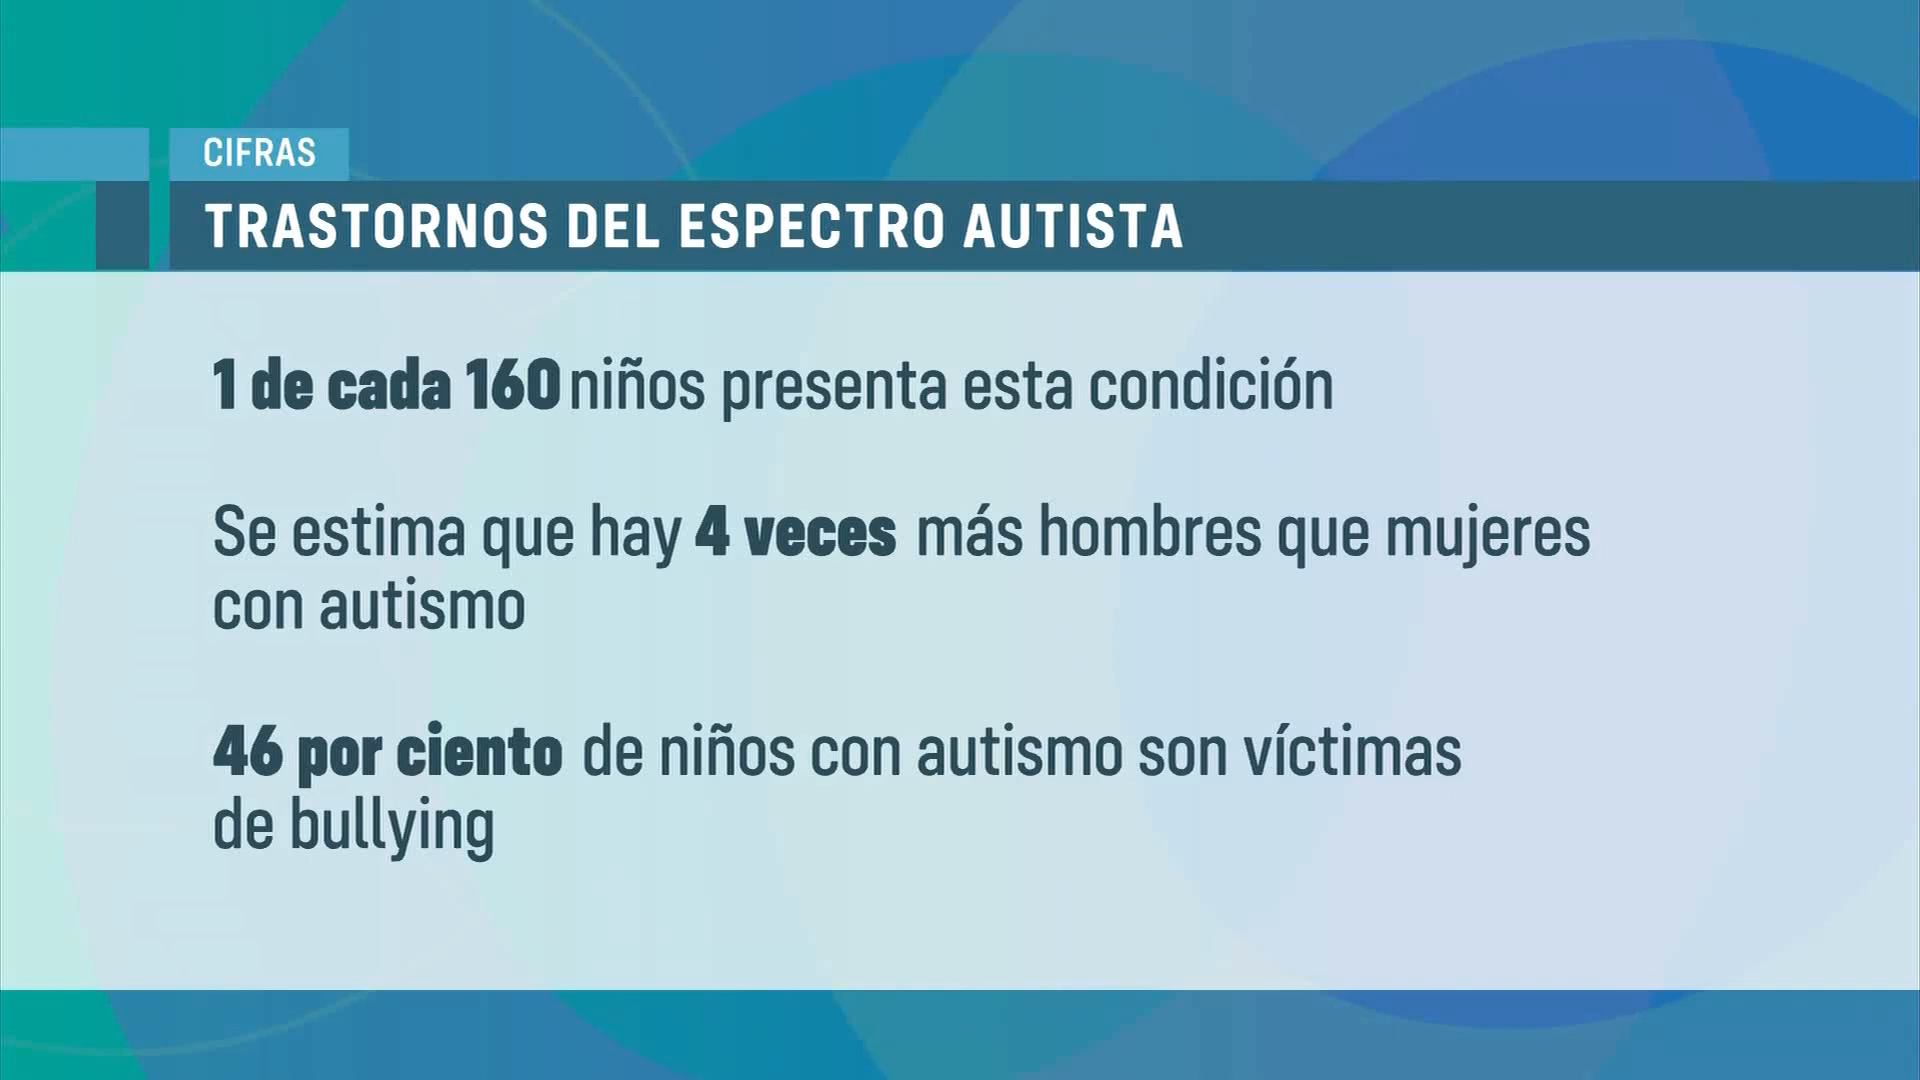 CIFRAS
TRASTORNOS DEL ESPECTRO AUTISTA
1 de cada 160 niños presenta esta condición
Se estima que hay 4 veces más hombres que mujeres
con autismo
46 por ciento de niños con autismo son víctimas
de bullying